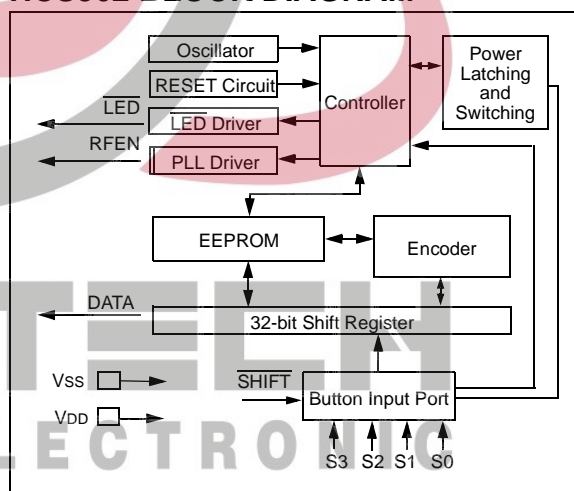 BLOCK DIAGRAM
Oscillator
RESET Circuit
LED
LED Driver
RFEN
PLL Driver
Controller
Power
Latching
and
Switching
EEPROM
Encoder
DATA
32-bit Shift Register
VSS
SHIFT
Button Input Port
VDD
S3 S2 S1 S0
TECH
ELECTRONIC